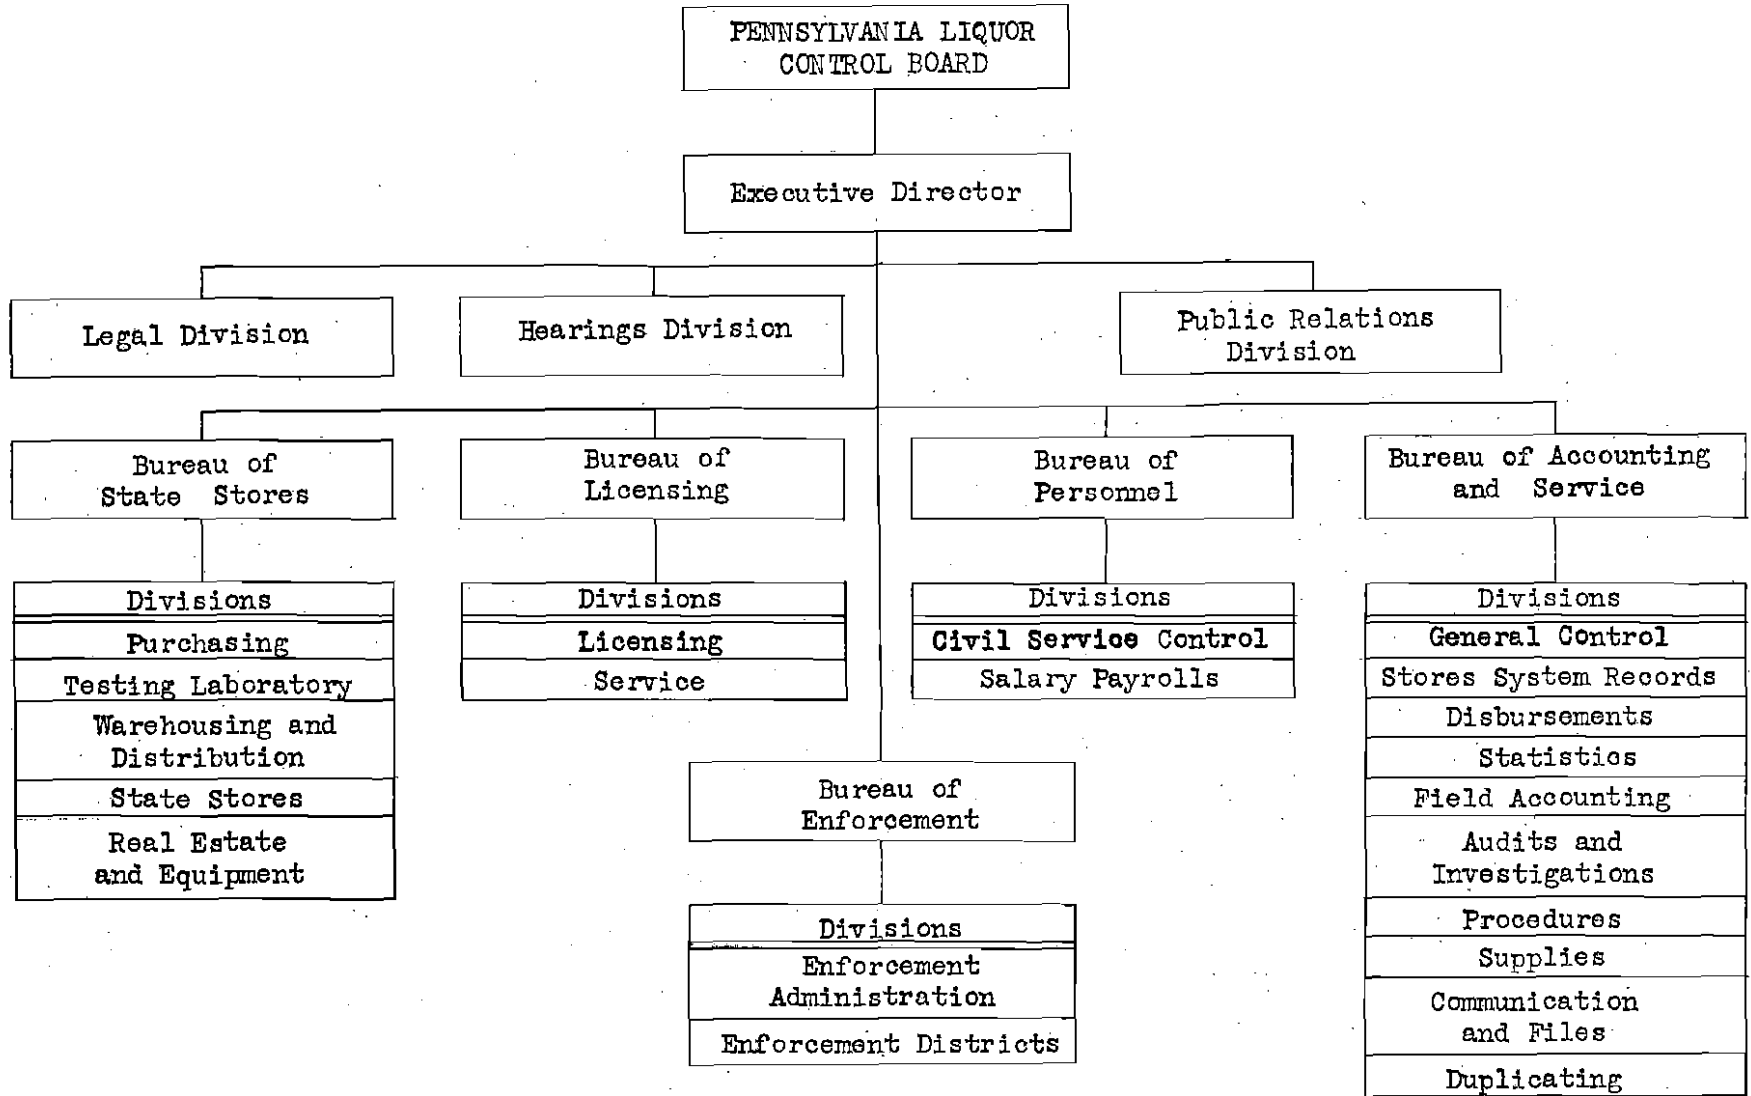 PENNSYLVANIA LIQUOR
CONTROL BOARD
Executive Director
Legal Division
Hearings Division
Public Relations
Division
Bureau of
State Stores
Bureau of
Licensing
Bureau of
Personnel
Bureau of Accounting
and Service
Divisions
Purchasing
Testing Laboratory
Warehousing and
Distribution
State Stores
Real Estate
and Equipment
Divisions
Licensing
Service
Divisions
Civil Service Control
Salary Payrolls
Bureau of
Enforcement
Divisions
Enforcement
Administration
Enforcement Districts
Divisions
General Control
Stores System Records
Disbursements
Statistics
Field Accounting
Audits and
Investigations
Procedures
Supplies
Communication
and Files
Duplicating